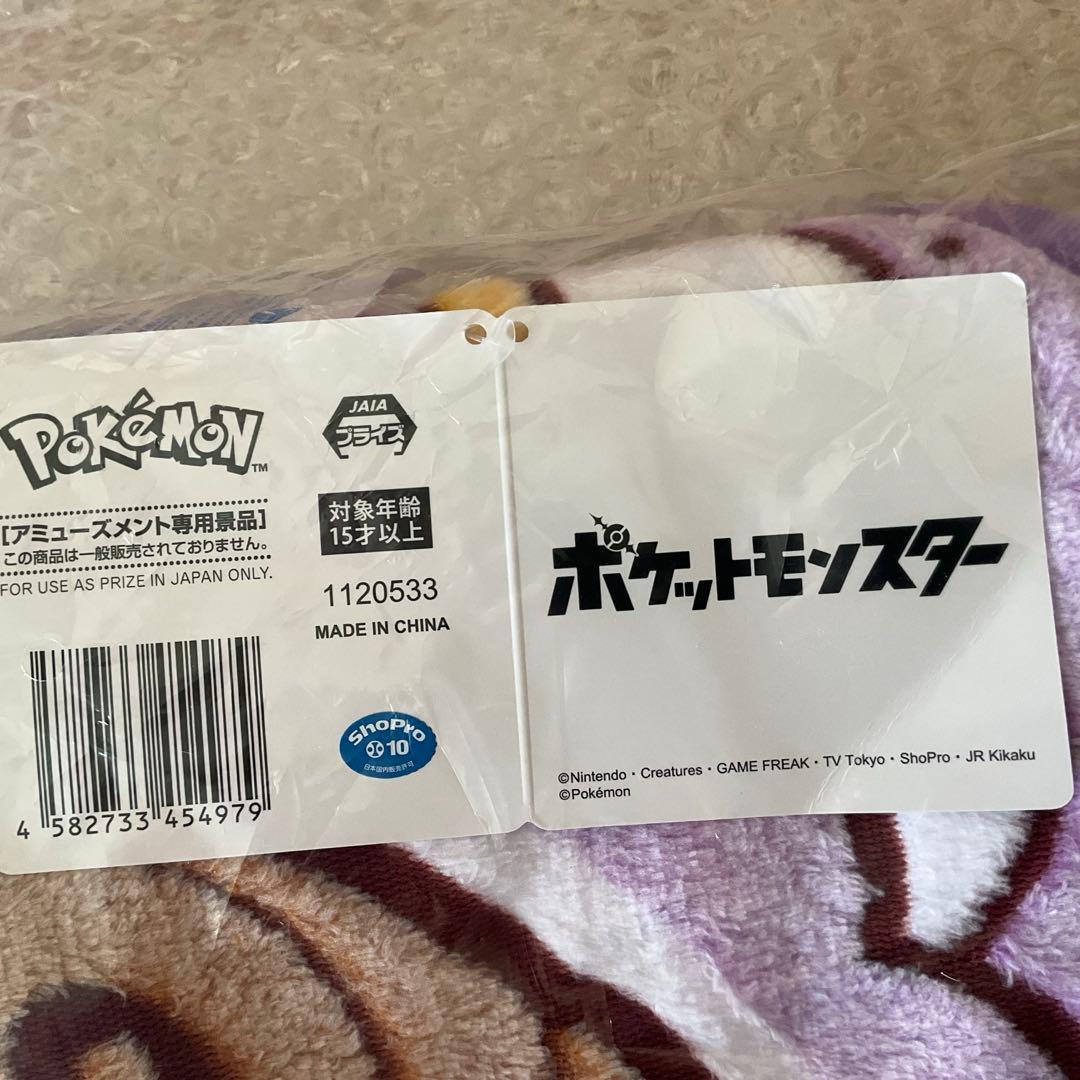 POKéMON™
[アミューズメント専用景品]
この商品は一般販売されておりません。
FOR USE AS PRIZE IN JAPAN ONLY.
4 582733 454979
JAIA
プライズ
対象年齢
15才以上
1120533
MADE IN CHINA
ShoPro
10
日本国内販売許可
ポケットモンスター
©Nintendo・Creatures・GAME FREAK・TV Tokyo・ShoPro・JR Kikaku
©Pokémon